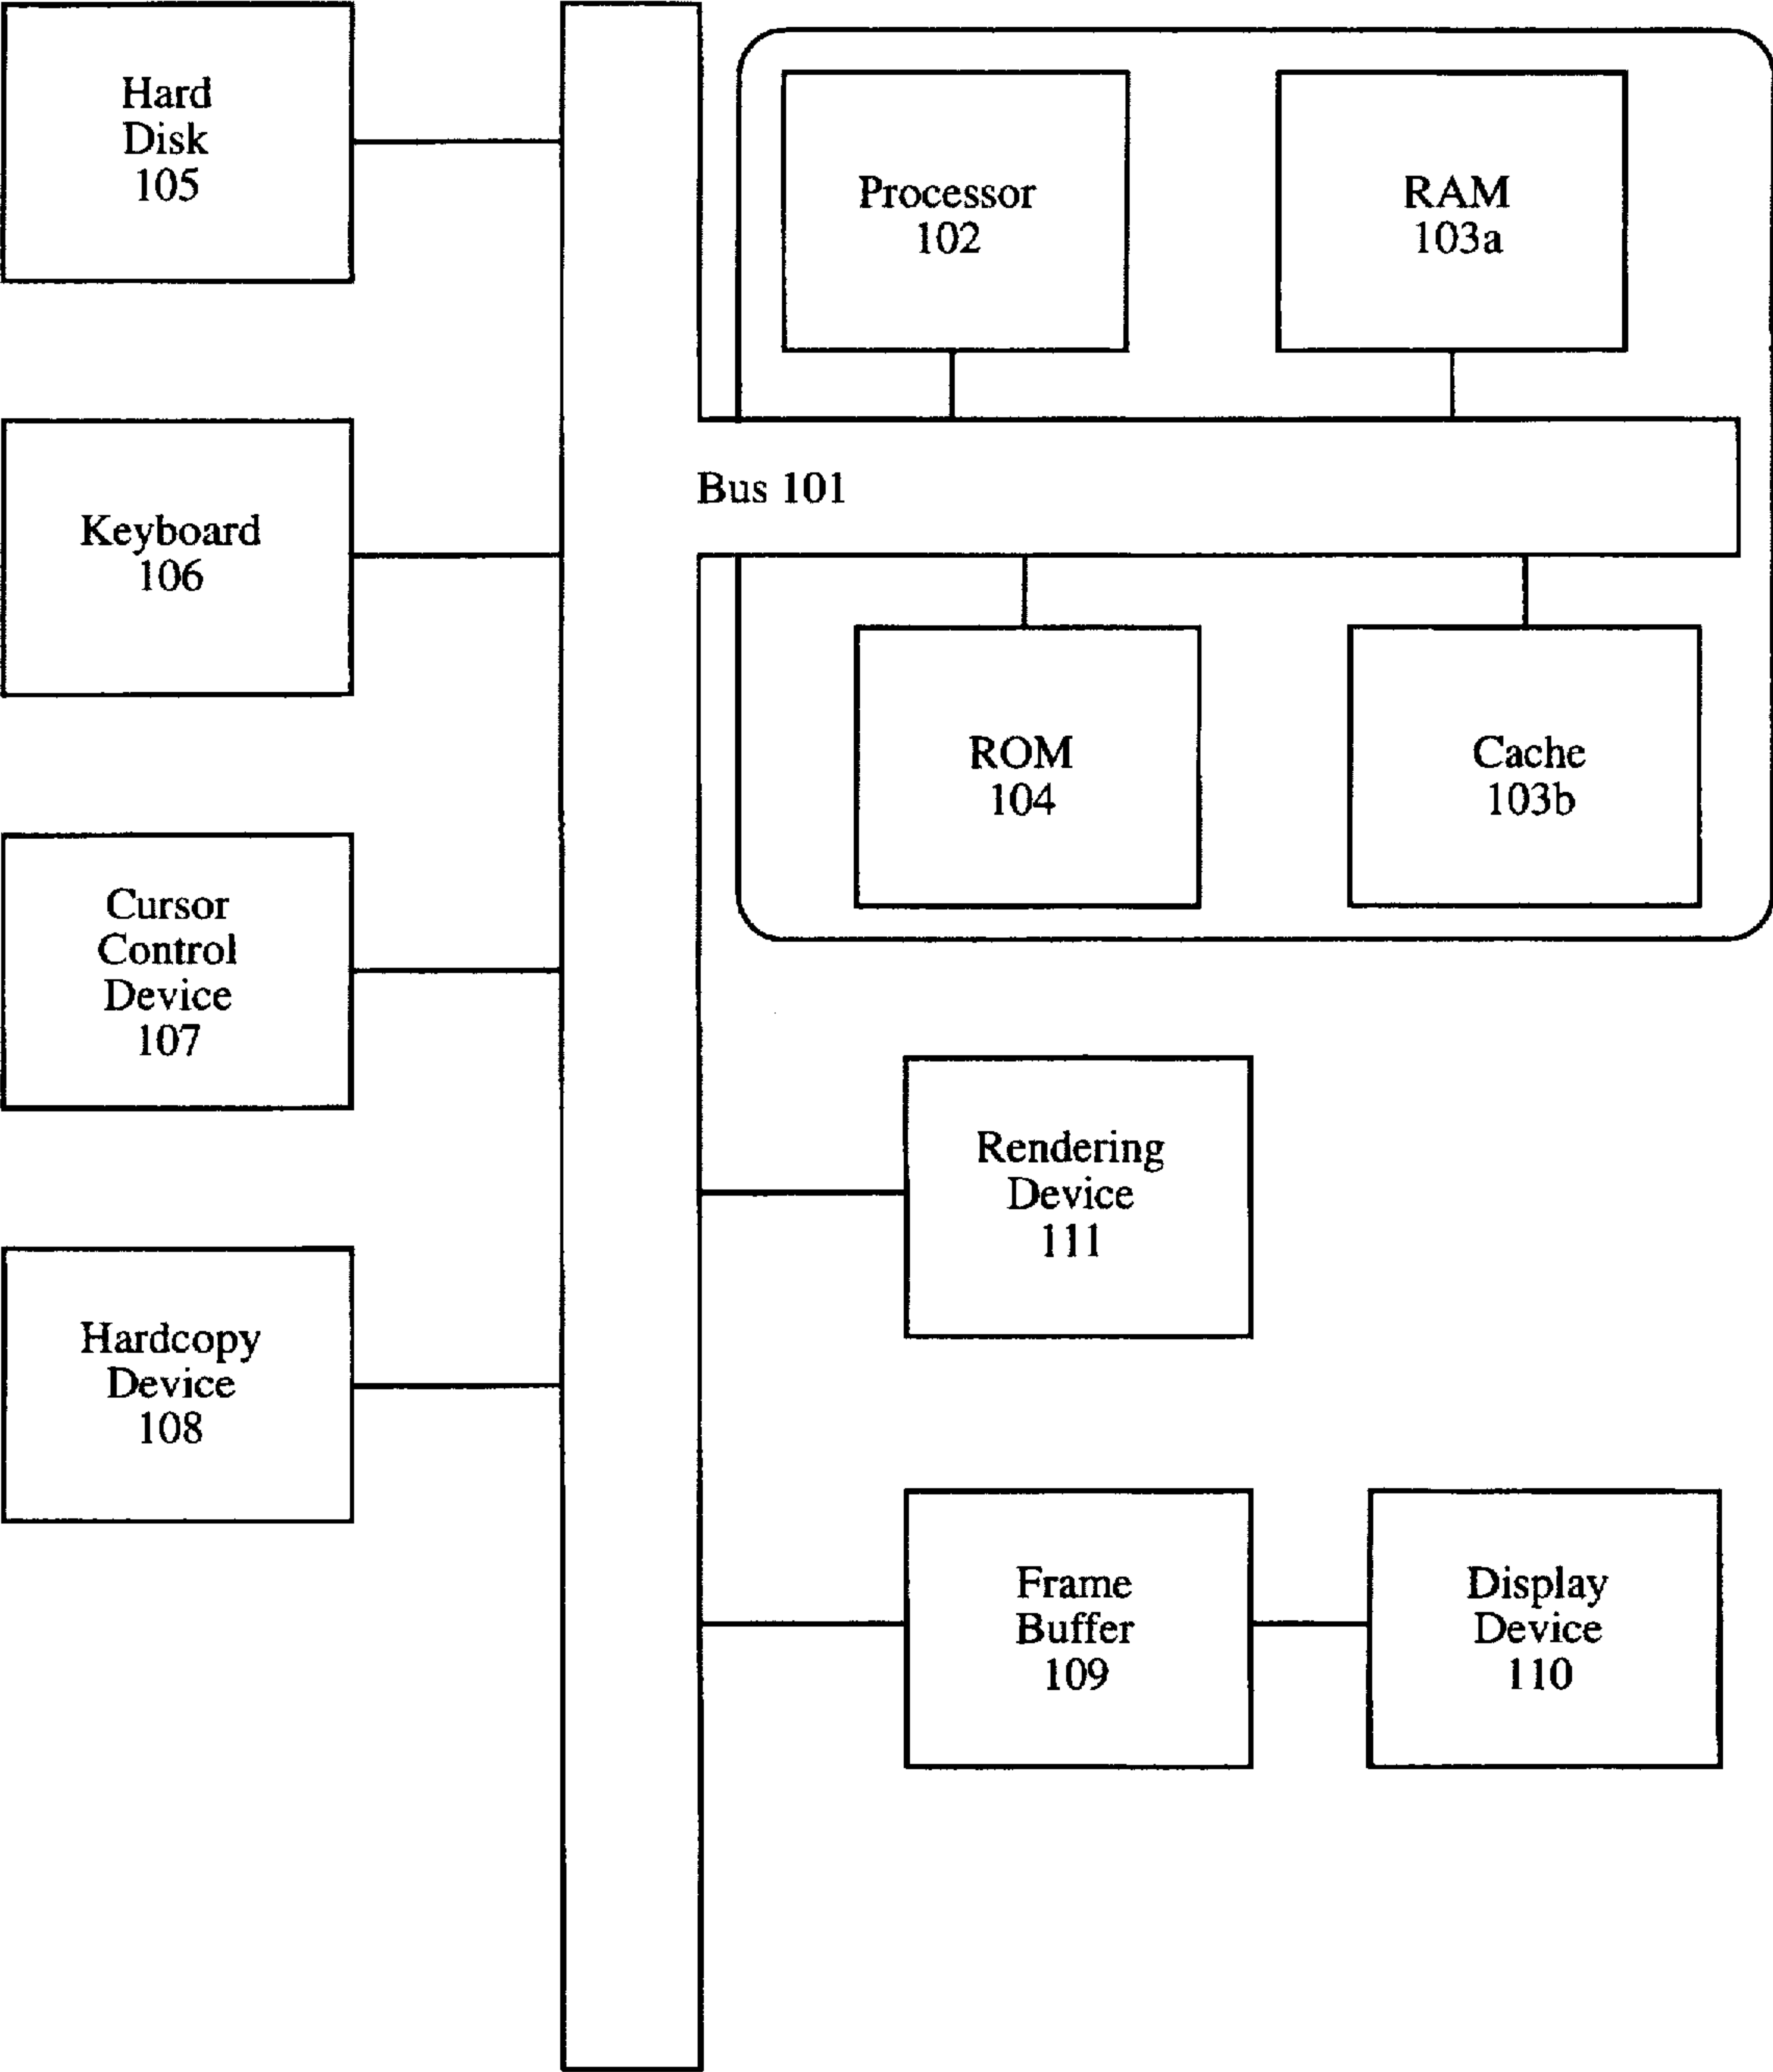 Hard
Disk
105
Processor
102
RAM
103a
Keyboard
106
Bus 101
ROM
104
Cache
103b
Cursor
Control
Device
107
Rendering
Device
111
Hardcopy
Device
108
Frame
Buffer
109
Display
Device
110